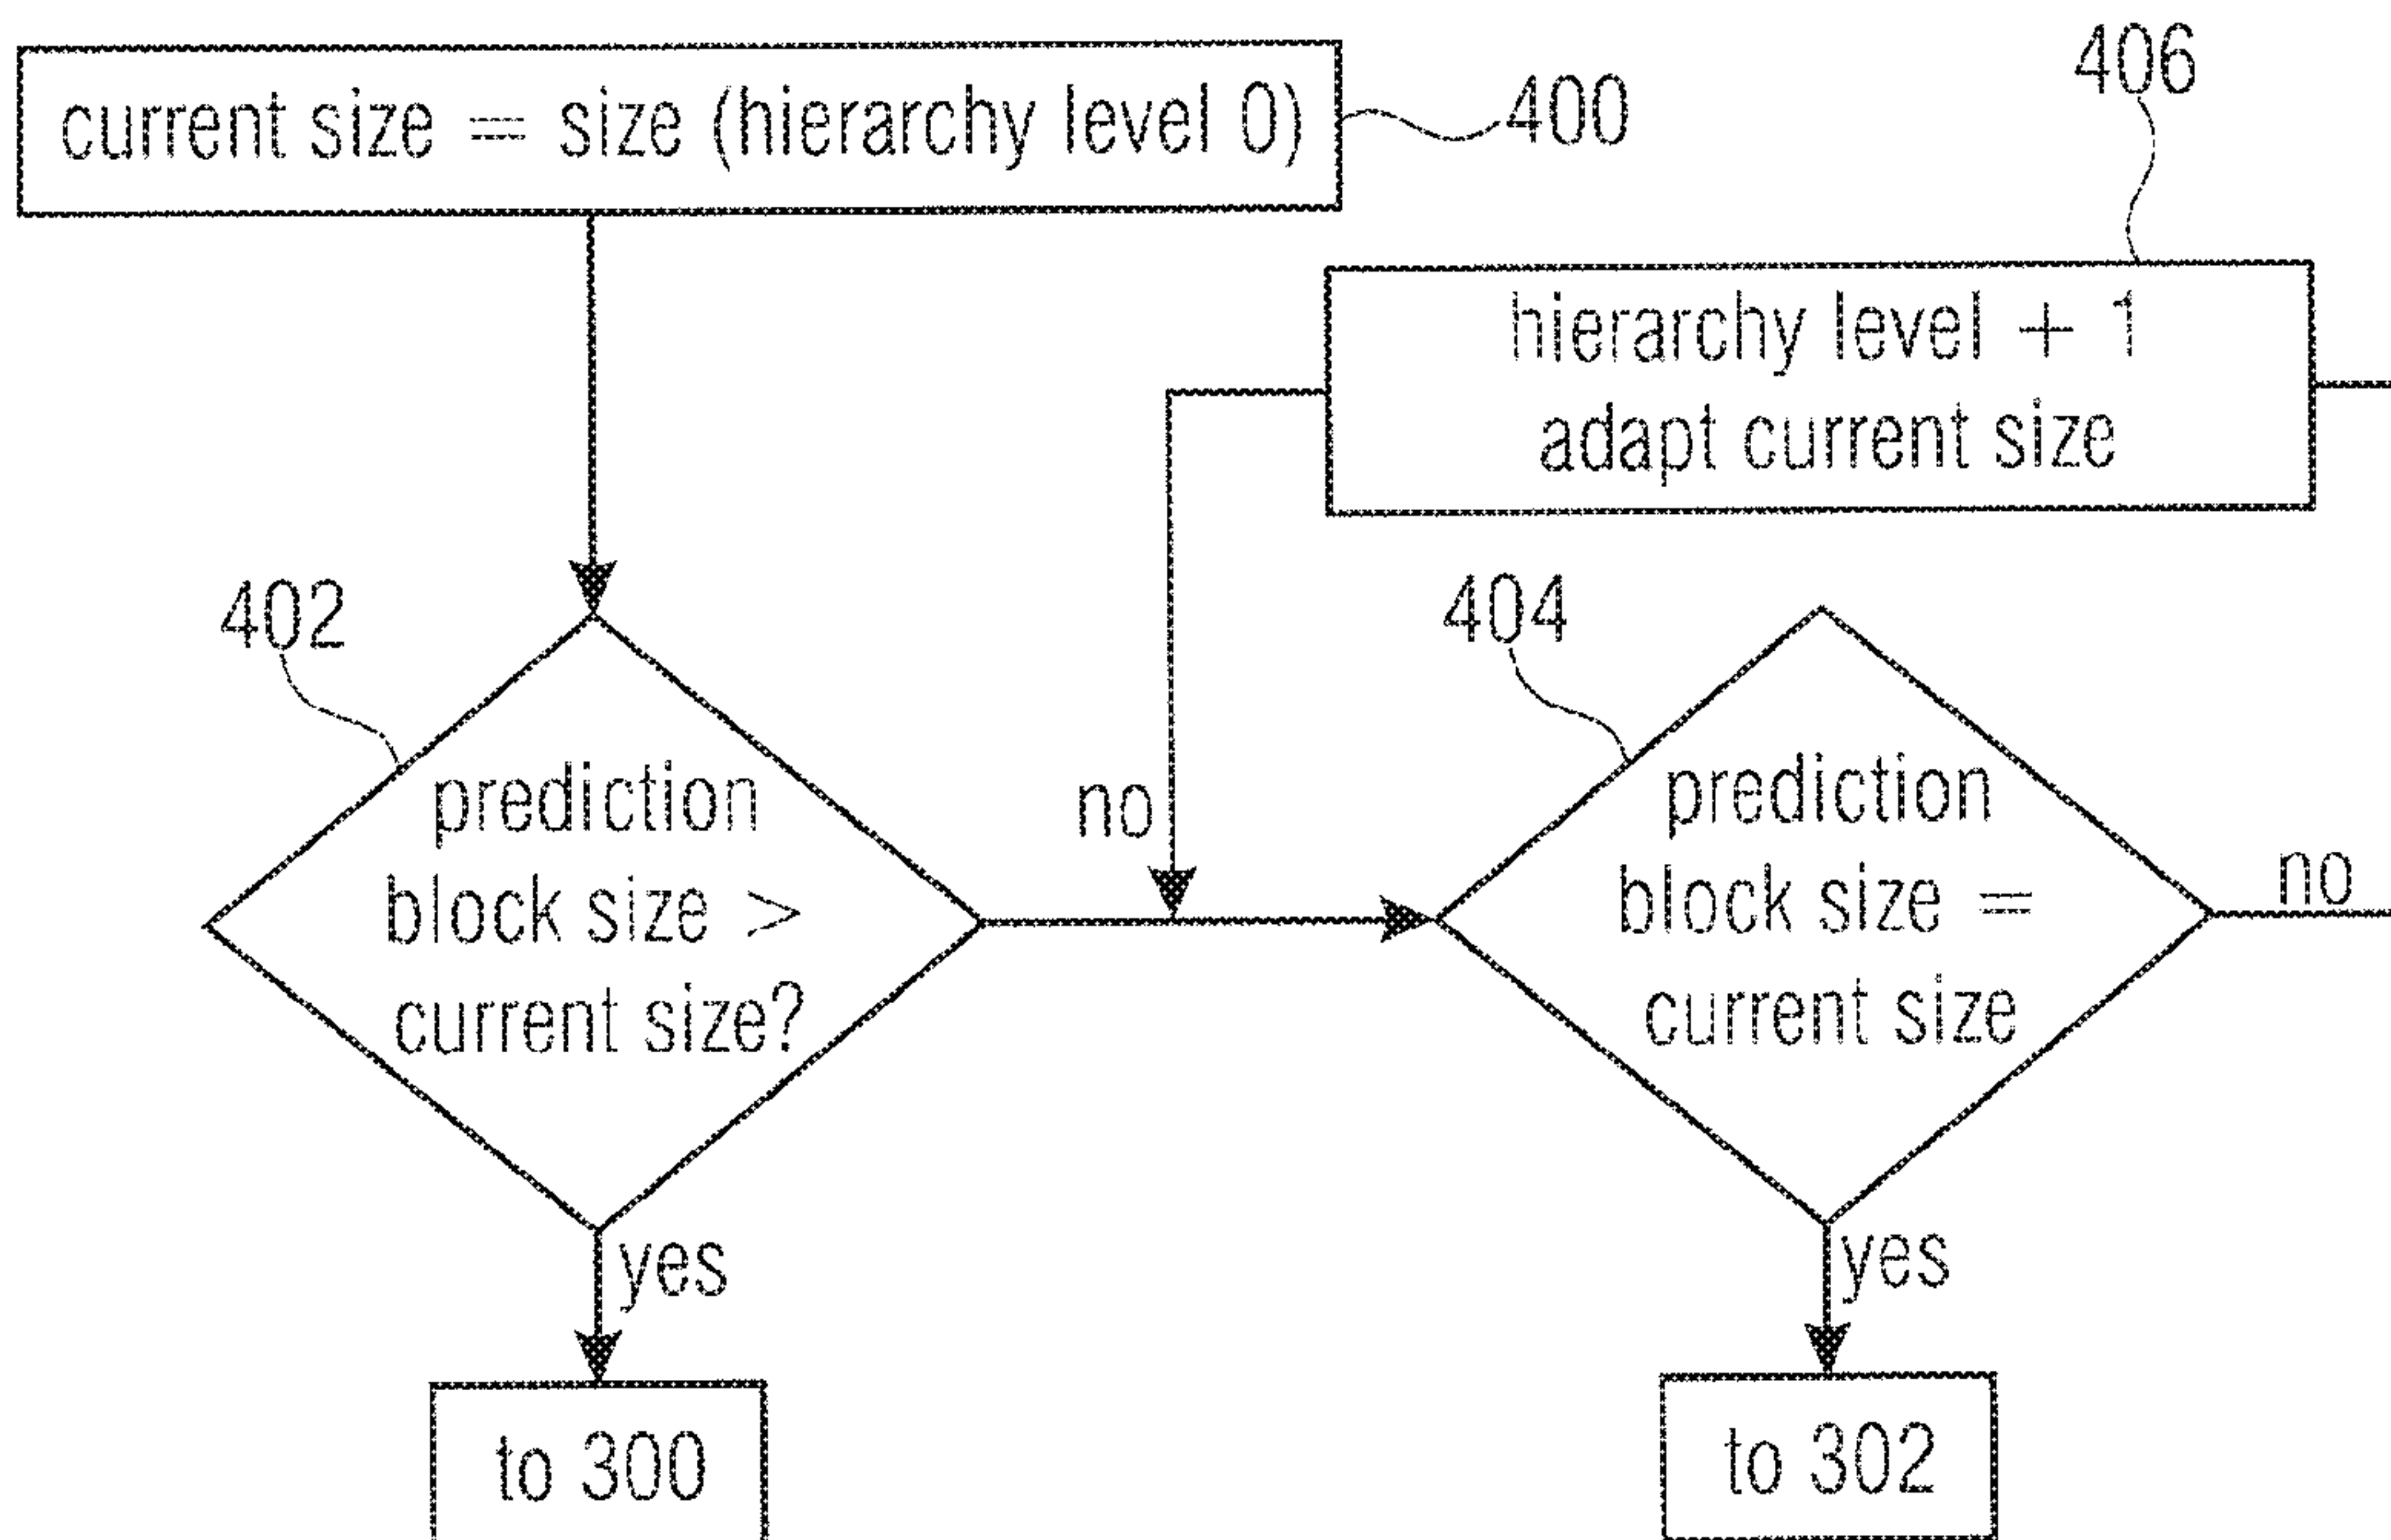 current size = size (hierarchy level 0)
400
406
hierarchy level + 1
adapt current size
402
prediction
block size >
current size?
yes
to 300
no
404
prediction
block size =
current size
no
yes
to 302